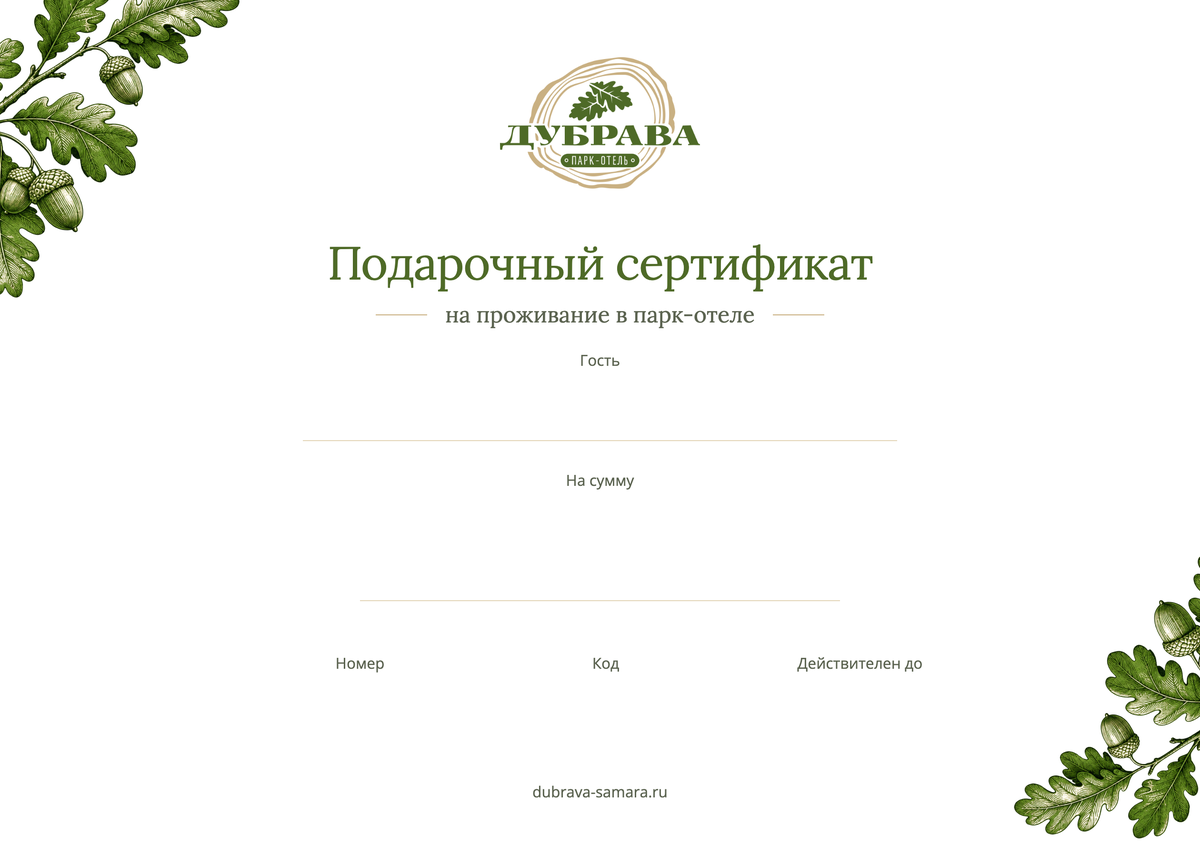 ДУБРАВА
ПАРК-ОТЕЛЬ
Подарочный сертификат
на проживание в парк-отеле
Гость
На сумму
Номер Код Действителен до
dubrava-samara.ru